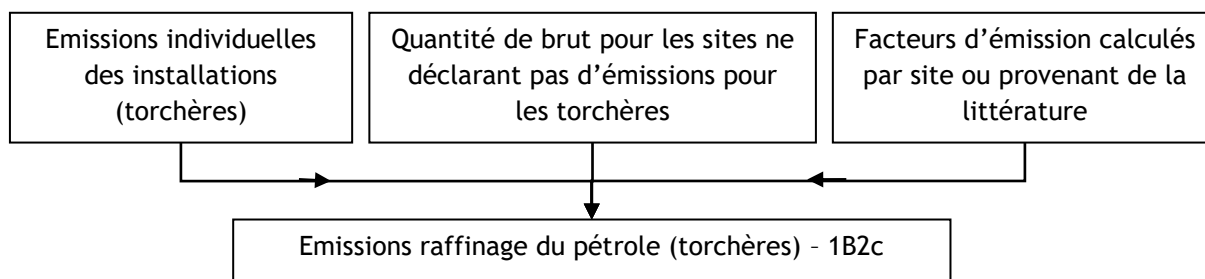 Emissions individuelles
des installations
(torchères)
Quantité de brut pour les sites ne
déclarant pas d'émissions pour
les torchères
Facteurs d'émission calculés
par site ou provenant de la
littérature
Emissions raffinage du pétrole (torchères) - 1B2c